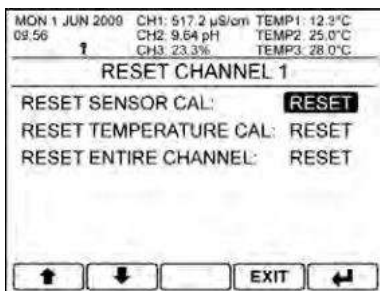 MON 1 JUN 2009 CH1: 517.2 µS/cm TEMP1: 12.3°C
09:56 CH2: 9.64 pH TEMP2: 25.0°C
CH3: 23.3% TEMP3: 28.0°C
RESET CHANNEL 1
RESET SENSOR CAL: RESET
RESET TEMPERATURE CAL: RESET
RESET ENTIRE CHANNEL: RESET
EXIT